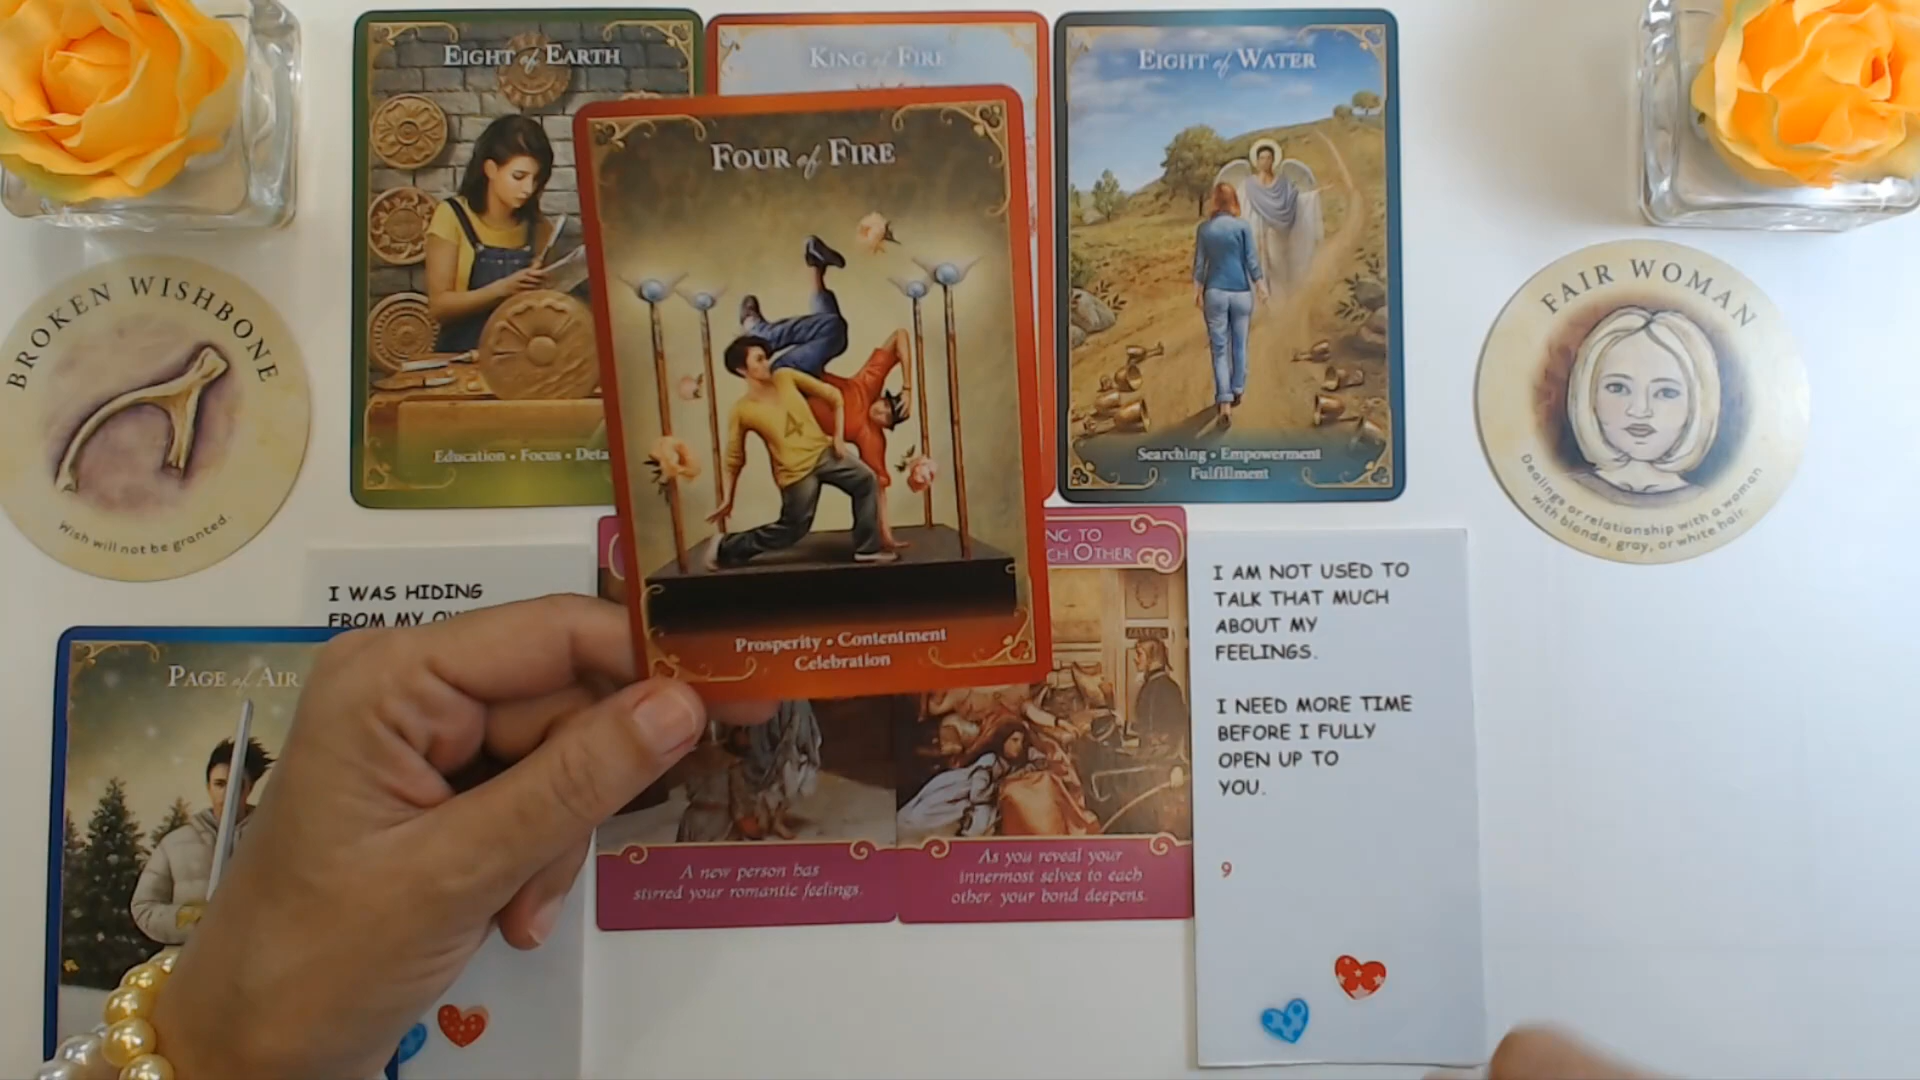 EIGHT of EARTH
KING of FIRE
EIGHT of WATER
FOUR of FIRE
BROKEN WISHBONE
Wish will not be granted.
FAIR WOMAN
Dealings or relationship with a woman
with blonde, gray, or white hair.
4
Education • Focus •
Searching • Empowerment
Fulfillment
Prosperity • Contentment
Celebration
I WAS HIDING
FROM MY
TO
OTHER
PAGE of AIR
I AM NOT USED TO
TALK THAT MUCH
ABOUT MY
FEELINGS.
I NEED MORE TIME
BEFORE I FULLY
OPEN UP TO
YOU.
9
A new person has
stirred your romantic feelings.
As you reveal your
innermost selves to each
other, your bond deepens.